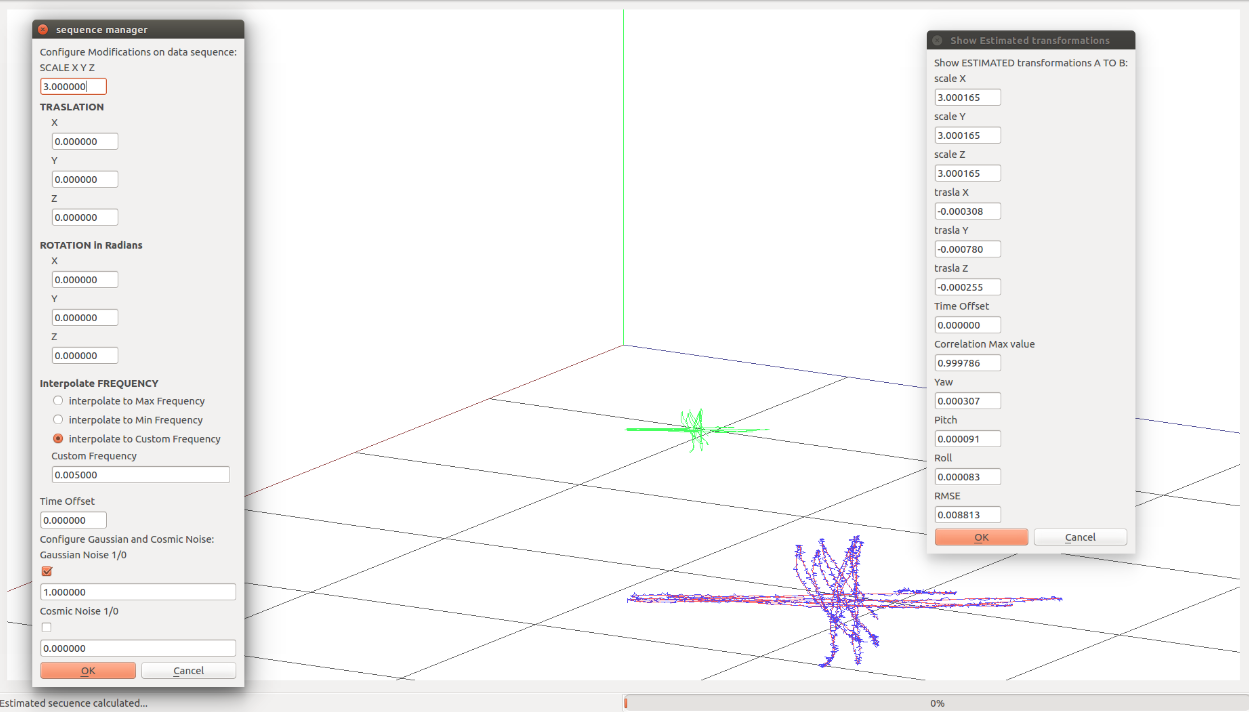 sequence manager
Configure Modifications on data sequence:
SCALE X Y Z
3.000000
TRASLATION
X
0.000000
Y
0.000000
Z
0.000000
ROTATION in Radians
X
0.000000
Y
0.000000
Z
0.000000
Interpolate FREQUENCY
interpolate to Max Frequency
interpolate to Min Frequency
interpolate to Custom Frequency
Custom Frequency
0.005000
Time Offset
0.000000
Configure Gaussian and Cosmic Noise:
Gaussian Noise 1/0
1.000000
Cosmic Noise 1/0
0.000000
OK Cancel
Show Estimated transformations
Show ESTIMATED transformations A TO B:
scale X
3.000165
scale Y
3.000165
scale Z
3.000165
trasla X
-0.000308
trasla Y
-0.000780
trasla Z
-0.000255
Time Offset
0.000000
Correlation Max value
0.999786
Yaw
0.000307
Pitch
0.000091
Roll
0.000083
RMSE
0.008813
OK Cancel
Estimated secuence calculated...
0%